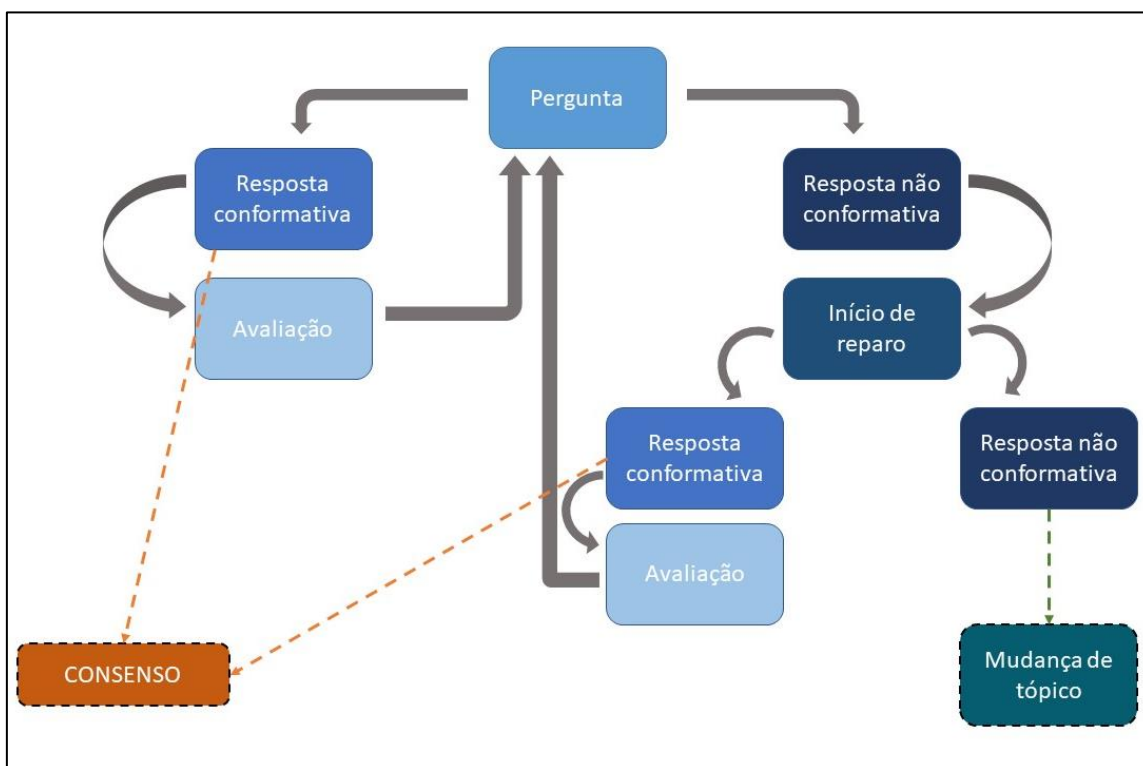 Pergunta
Resposta
conformativa
Resposta não
conformativa
Avaliação
Início de
reparo
Resposta
conformativa
Resposta não
conformativa
Avaliação
CONSENSO
Mudança de
tópico